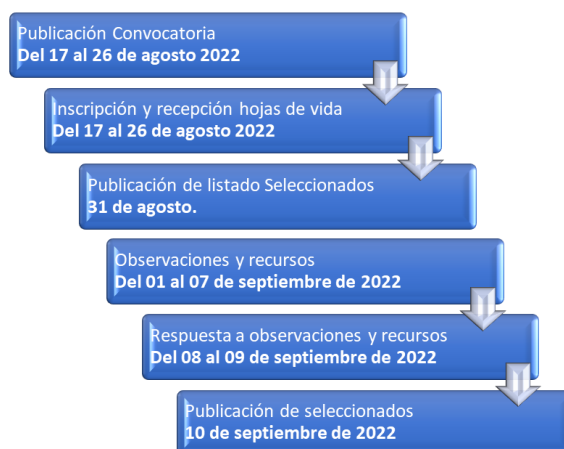 Publicación Convocatoria
Del 17 al 26 de agosto 2022
Inscripción y recepción hojas de vida
Del 17 al 26 de agosto 2022
Publicación de listado Seleccionados
31 de agosto.
Observaciones y recursos
Del 01 al 07 de septiembre de 2022
Respuesta a observaciones y recursos
Del 08 al 09 de septiembre de 2022
Publicación de seleccionados
10 de septiembre de 2022